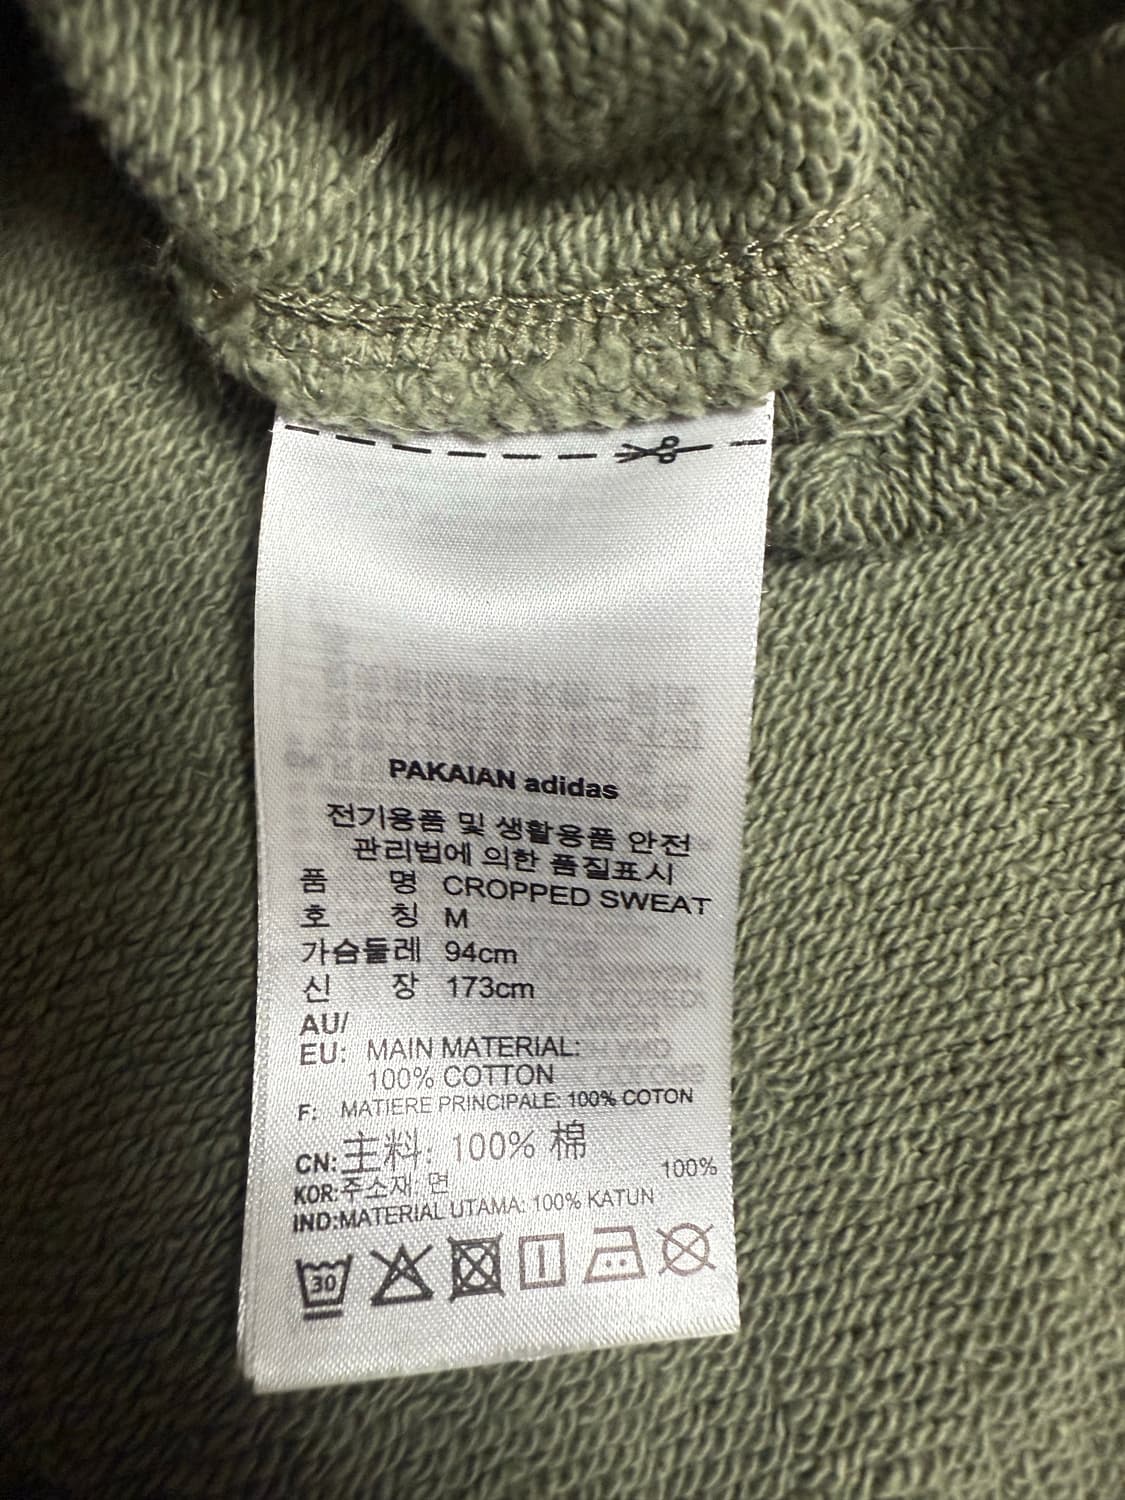 PAKAIAN adidas
전기용품 및 생활용품 안전
관리법에 의한 품질표시
품 명 CROPPED SWEAT
호 칭 M
가슴둘레 94cm
신 장 173cm
AU/
EU: MAIN MATERIAL:
100% COTTON
F: MATIERE PRINCIPALE: 100% COTON
CN: 主料: 100% 棉
100%
KOR:주소재: 면
IND:MATERIAL UTAMA: 100% KATUN
30